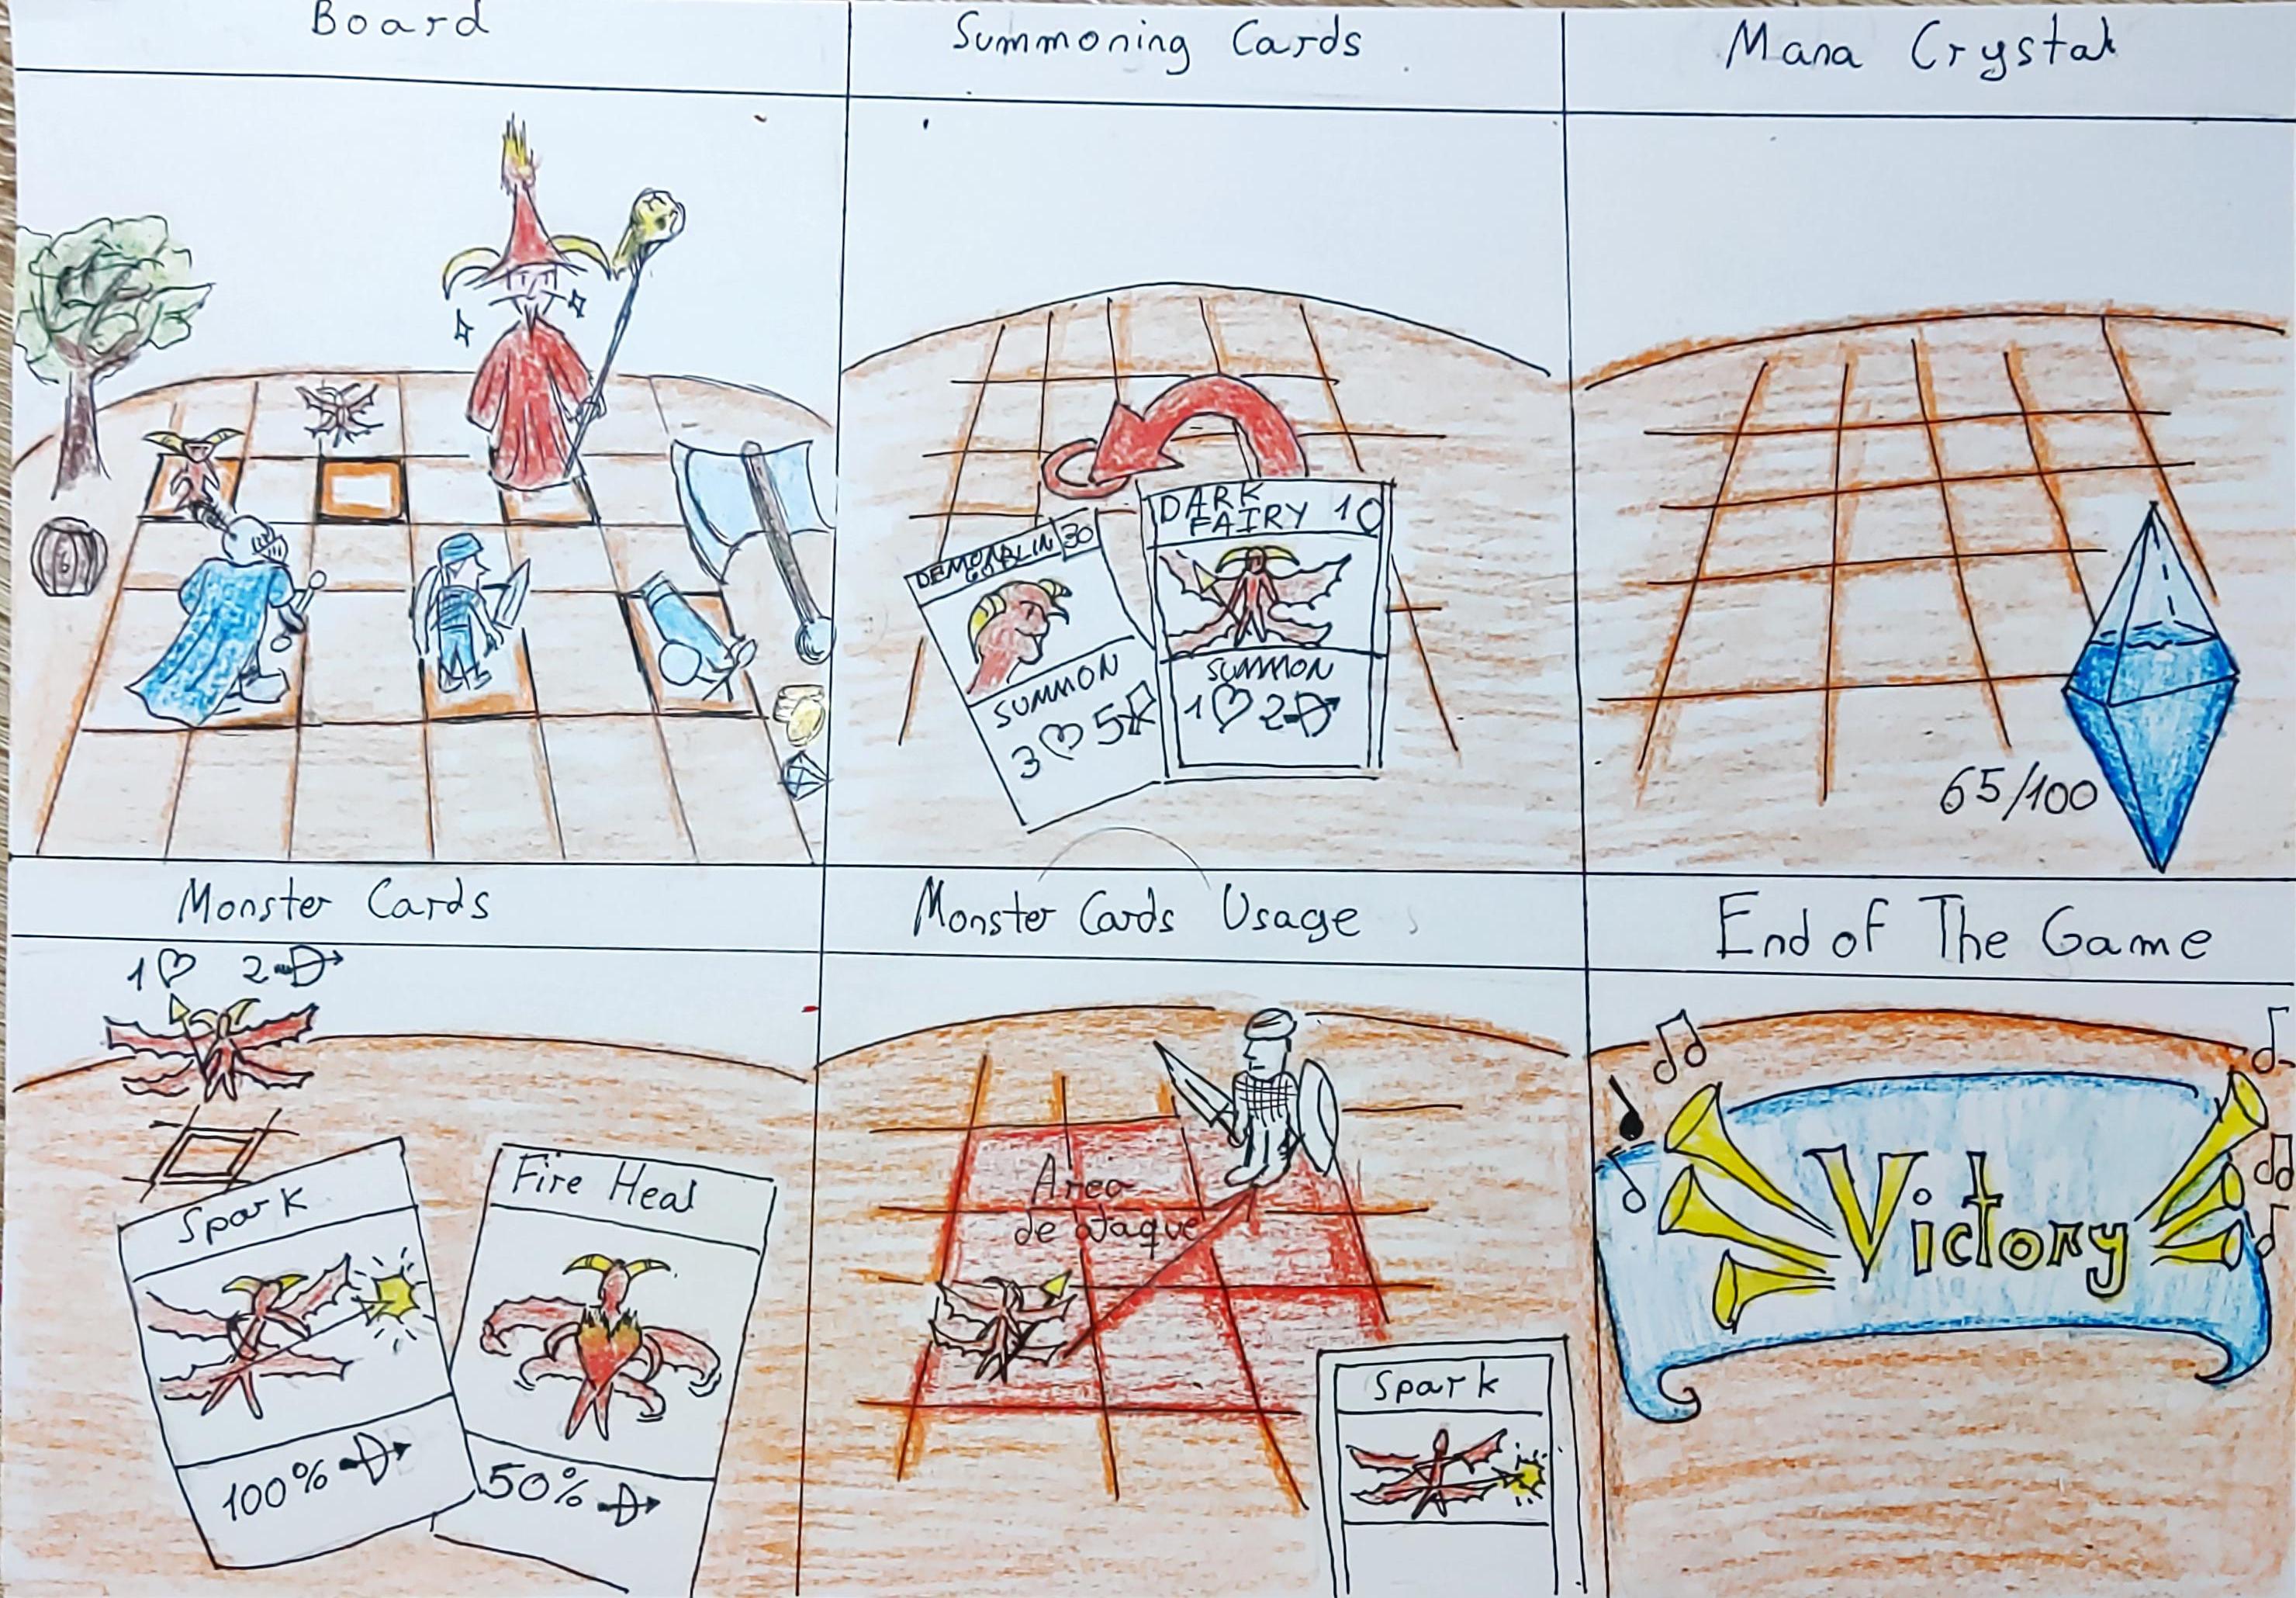 Board
Summoning Cards
Mana Crystal
DEMON
GOBLIN
30
SUMMON
3 5
DARK
FAIRY 10
SUMMON
1 2
65/100
Monster Cards
1 2
Spark
100%
Fire Heal
50%
Monster Cards Usage
Area
de ataque
Spark
End of The Game
Victory